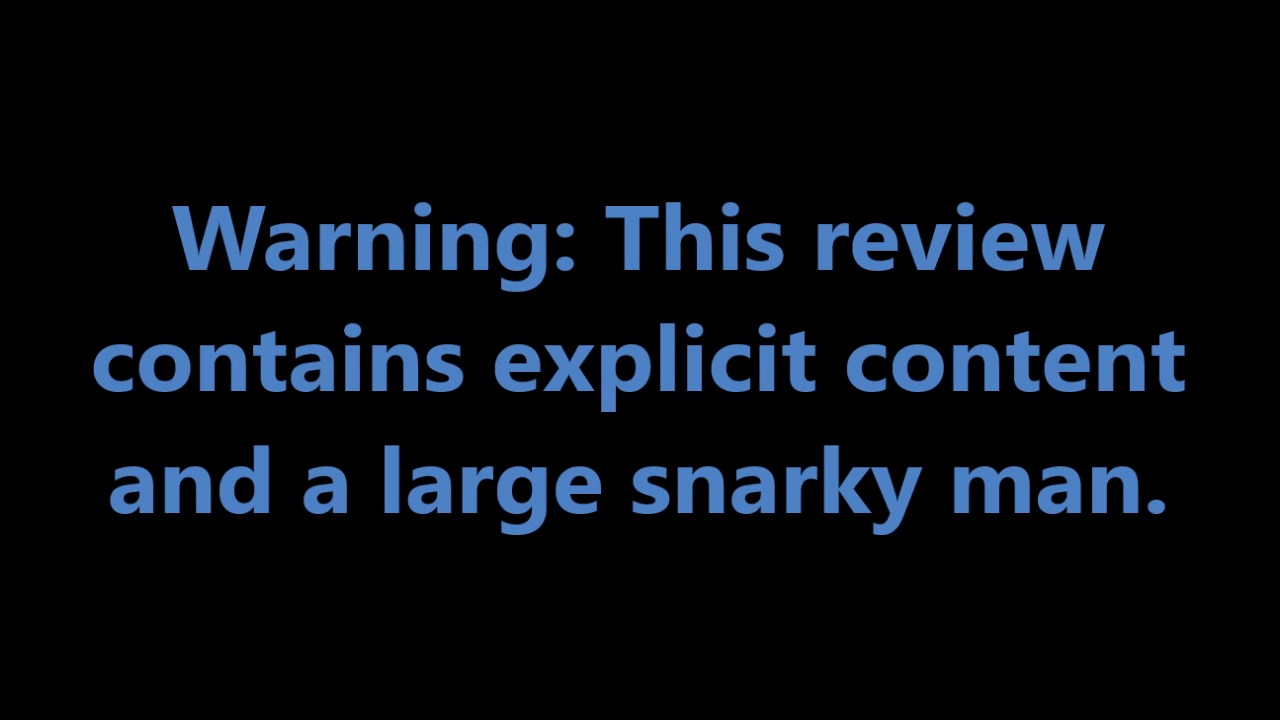 Warning: This review
contains explicit content
and a large snarky man.